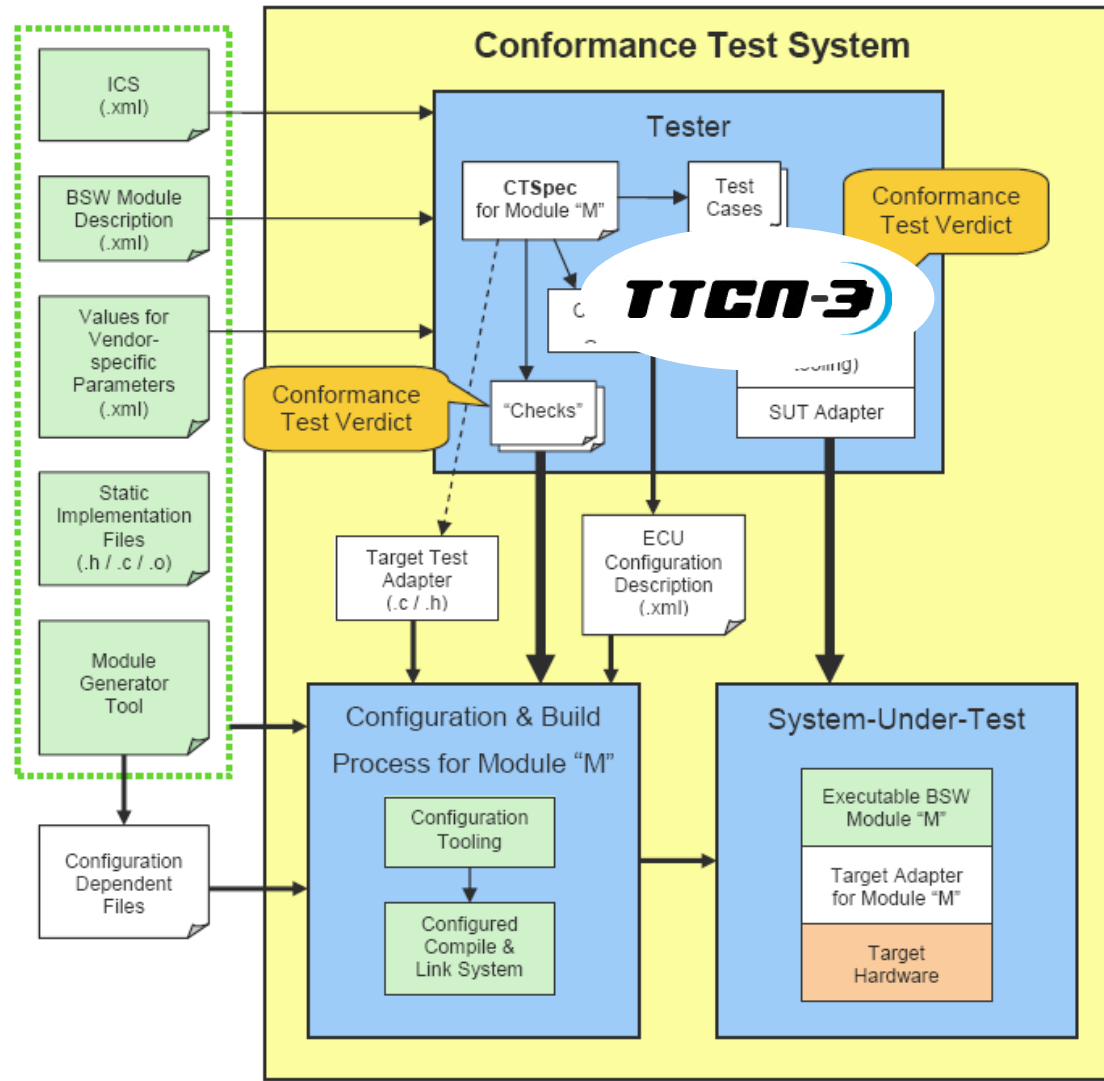 Conformance Test System
ICS
(.xml)
BSW Module
Description
(.xml)
Values for
Vendor-
specific
Parameters
(.xml)
Static
Implementation
Files
(.h / .c / .o)
Module
Generator
Tool
Configuration
Dependent
Files
Tester
CTSpec
for Module “M”
Test
Cases
Conformance
Test Verdict
TTCN-3
tooling)
SUT Adapter
Conformance
Test Verdict
“Checks”
Target Test
Adapter
(.c / .h)
ECU
Configuration
Description
(.xml)
Configuration & Build
Process for Module “M”
Configuration
Tooling
Configured
Compile &
Link System
System-Under-Test
Executable BSW
Module “M”
Target Adapter
for Module “M”
Target
Hardware